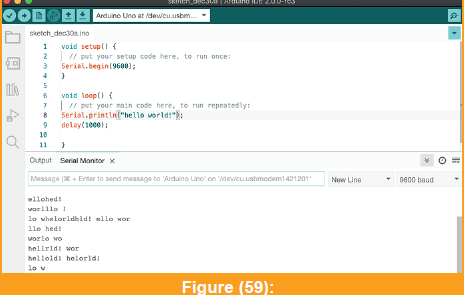 sketch_dec30a | Arduino IDE 2.0.0-rc3
Arduino Uno at /dev/cu.usbm...
sketch_dec30a.ino
1 void setup() {
2 // put your setup code here, to run once:
3 Serial.begin(9600);
4 }
5
6 void loop() {
7 // put your main code here, to run repeatedly:
8 Serial.println("hello world!");
9 delay(1000);
10
11 }
Output Serial Monitor ×
Message (⌘ + Enter to send message to 'Arduino Uno' on '/dev/cu.usbmodem1421201' New Line 9600 baud
ellohed!
worlllo !
lo whelorldhld! ello wor
llo hed!
worlo wo
hellrld! wor
hellold! helorld!
lo w
Figure (59):